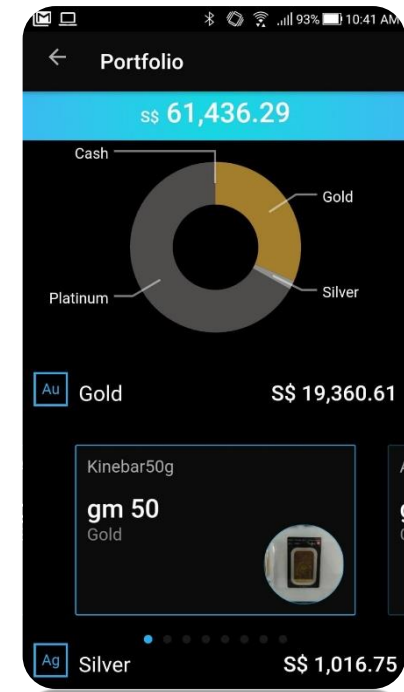 93% 10:41 AM
Portfolio
S$ 61,436.29
Cash
Gold
Platinum
Silver
Au Gold S$ 19,360.61
Kinebar50g
gm 50
Gold
Ag Silver S$ 1,016.75